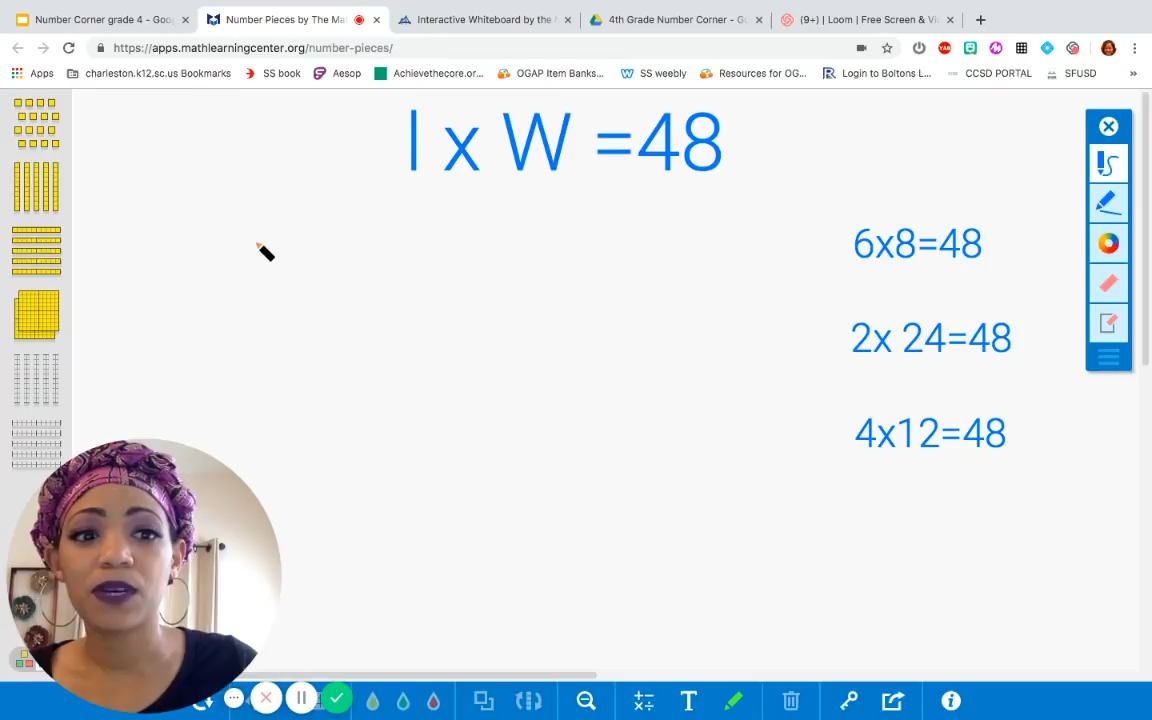 Number Corner grade 4 - Goo
Number Pieces by The Mat
Interactive Whiteboard by the M
4th Grade Number Corner - Go
(9+) | Loom | Free Screen & Vi
https://apps.mathlearningcenter.org/number-pieces/
Apps
charleston.k12.sc.us Bookmarks
SS book
Aesop
Achievethecore.or...
OGAP Item Banks...
SS weekly
Resources for OG...
Login to Boltons L...
CCSD PORTAL
SFUSD
»
l x W =48
6x8=48
2x 24=48
4x12=48
T